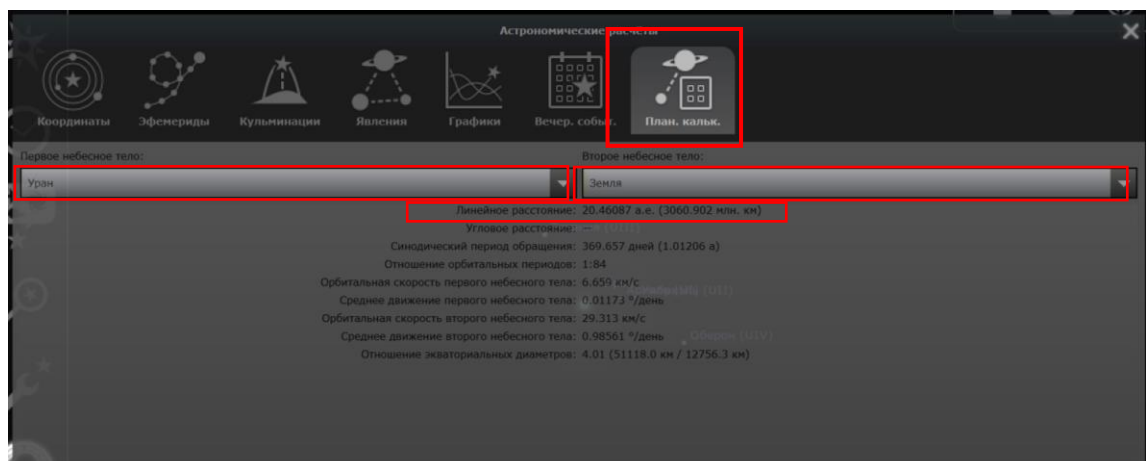 Астрономические расчёты
Координаты
Эфемериды
Кульминации
Явления
Графики
Вечер. событ.
План. кальк.
Первое небесное тело: Второе небесное тело:
Уран Земля
Линейное расстояние: 20.46087 а.е. (3060.902 млн. км)
Угловое расстояние: —
Синодический период обращения: 369.657 дней (1.01206 a)
Отношение орбитальных периодов: 1:84
Орбитальная скорость первого небесного тела: 6.659 км/с
Среднее движение первого небесного тела: 0.01173 °/день
Орбитальная скорость второго небесного тела: 29.313 км/с
Среднее движение второго небесного тела: 0.98561 °/день
Оберон (UIV)
Отношение экваториальных диаметров: 4.01 (51118.0 км / 12756.3 км)